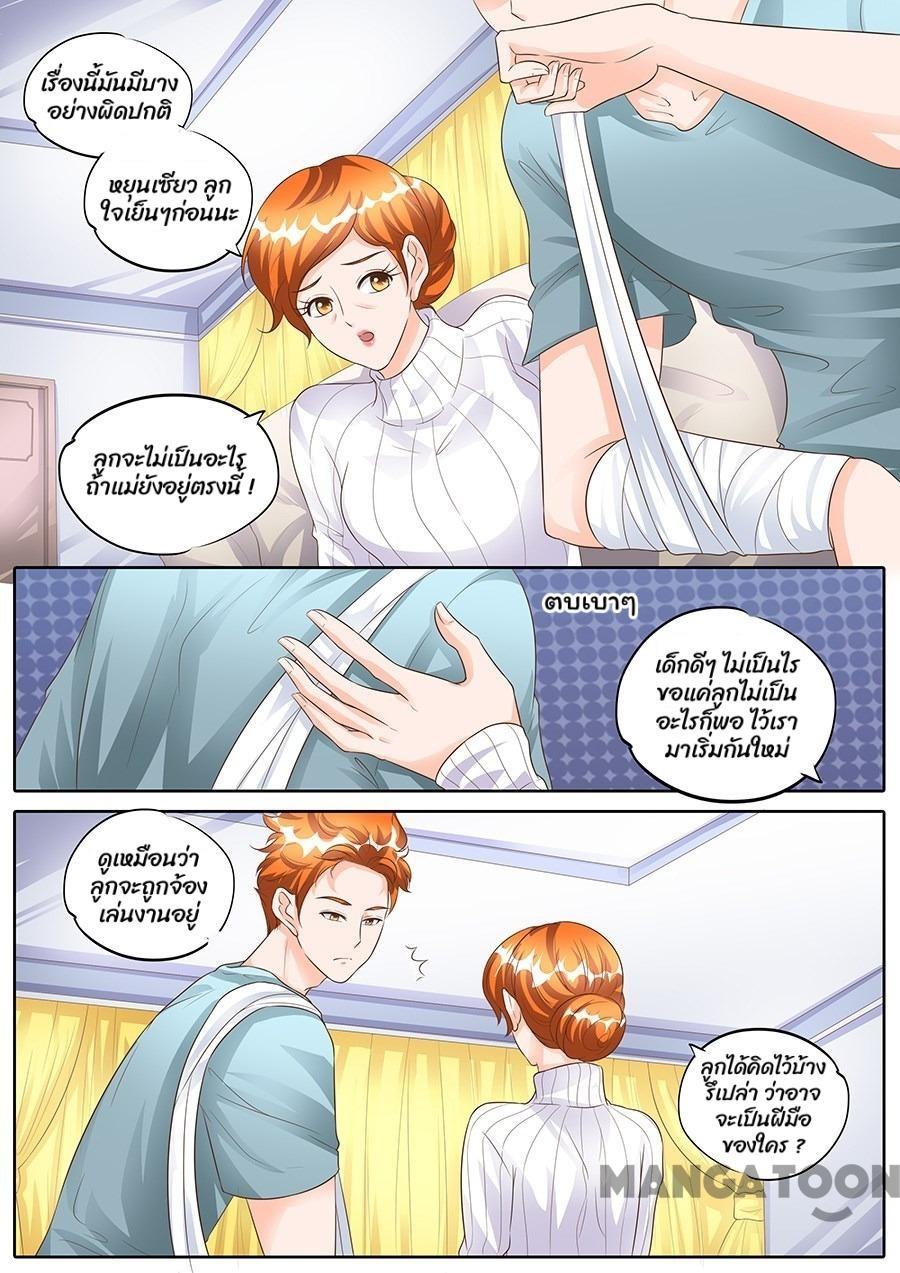 เรื่องนี้มันมีบาง
อย่างผิดปกติ
หยุนเซียว ลูก
ใจเย็นๆก่อนนะ
ลูกจะไม่เป็นอะไร
ถ้าแม่ยังอยู่ตรงนี้ !
ตบเบาๆ
เด็กดีๆ ไม่เป็นไร
ขอแค่ลูกไม่เป็น
อะไรก็พอ ไว้เรา
มาเริ่มกันใหม่
ดูเหมือนว่า
ลูกจะถูกจ้อง
เล่นงานอยู่
ลูกได้คิดไว้บ้าง
รึเปล่า ว่าอาจ
จะเป็นฝีมือ
ของใคร ?
MANGATOON